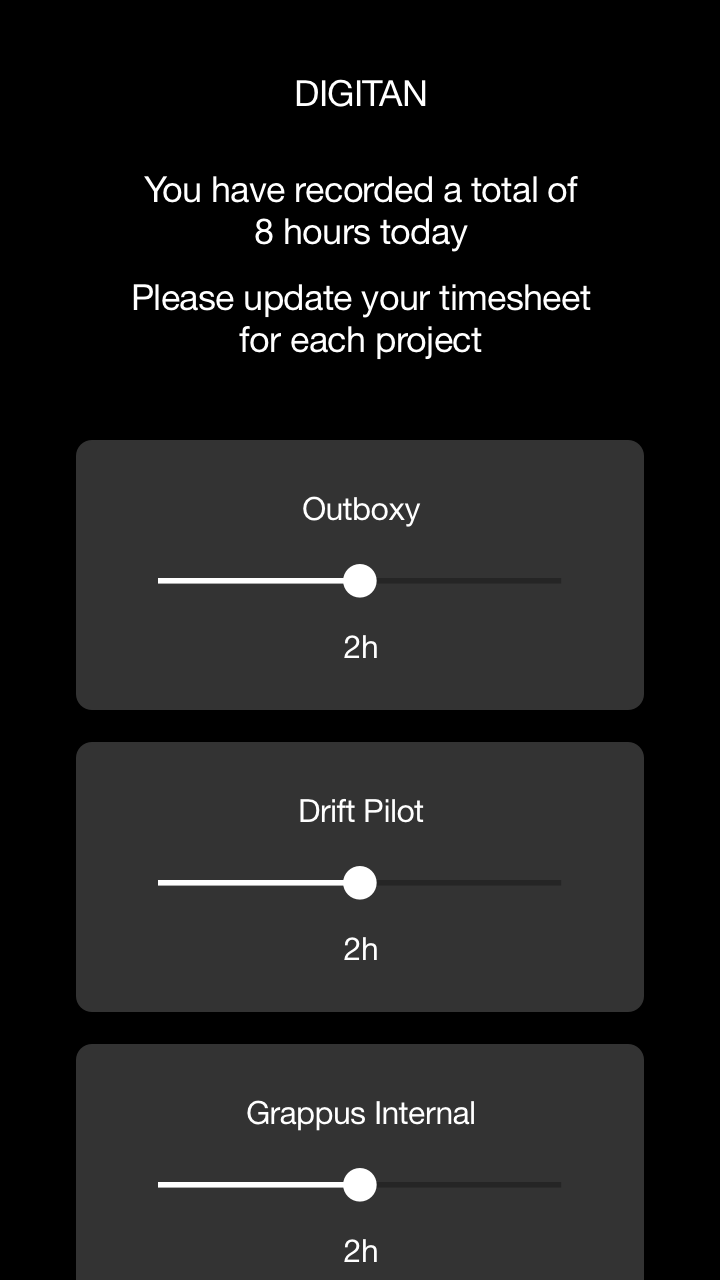 DIGITAN
You have recorded a total of
8 hours today
Please update your timesheet
for each project
Outboxy
2h
Drift Pilot
2h
Grappus Internal
2h